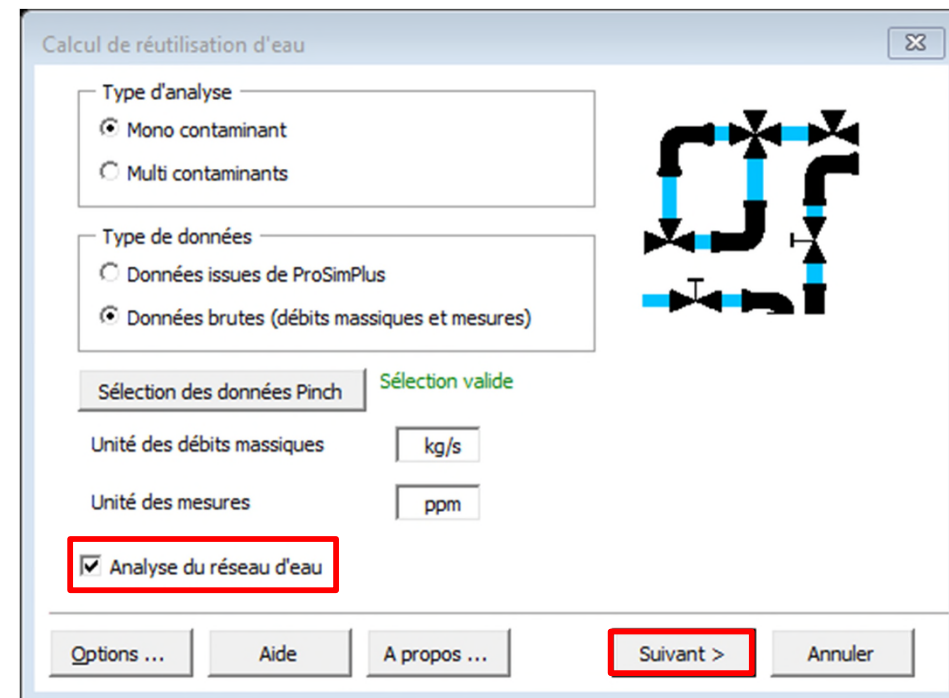 Calcul de réutilisation d'eau
Type d'analyse
Mono contaminant
Multi contaminants
Type de données
Données issues de ProSimPlus
Données brutes (débits massiques et mesures)
Sélection des données Pinch
Sélection valide
Unité des débits massiques
kg/s
Unité des mesures
ppm
Analyse du réseau d'eau
Options ...
Aide
A propos ...
Suivant >
Annuler